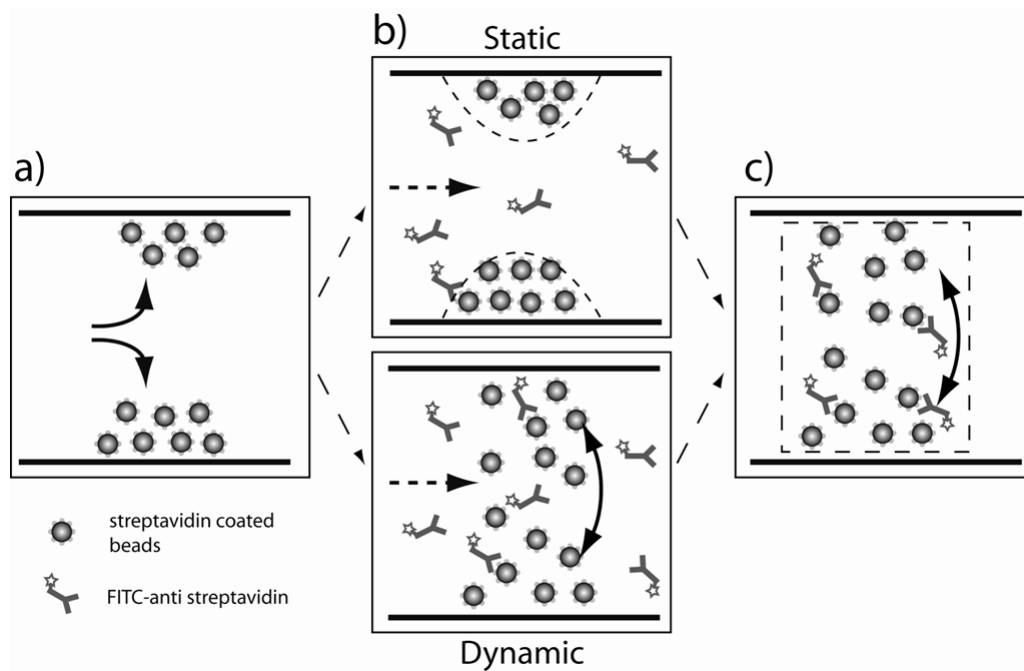 a)
b)
Static
Dynamic
c)
streptavidin coated
beads
FITC-anti streptavidin